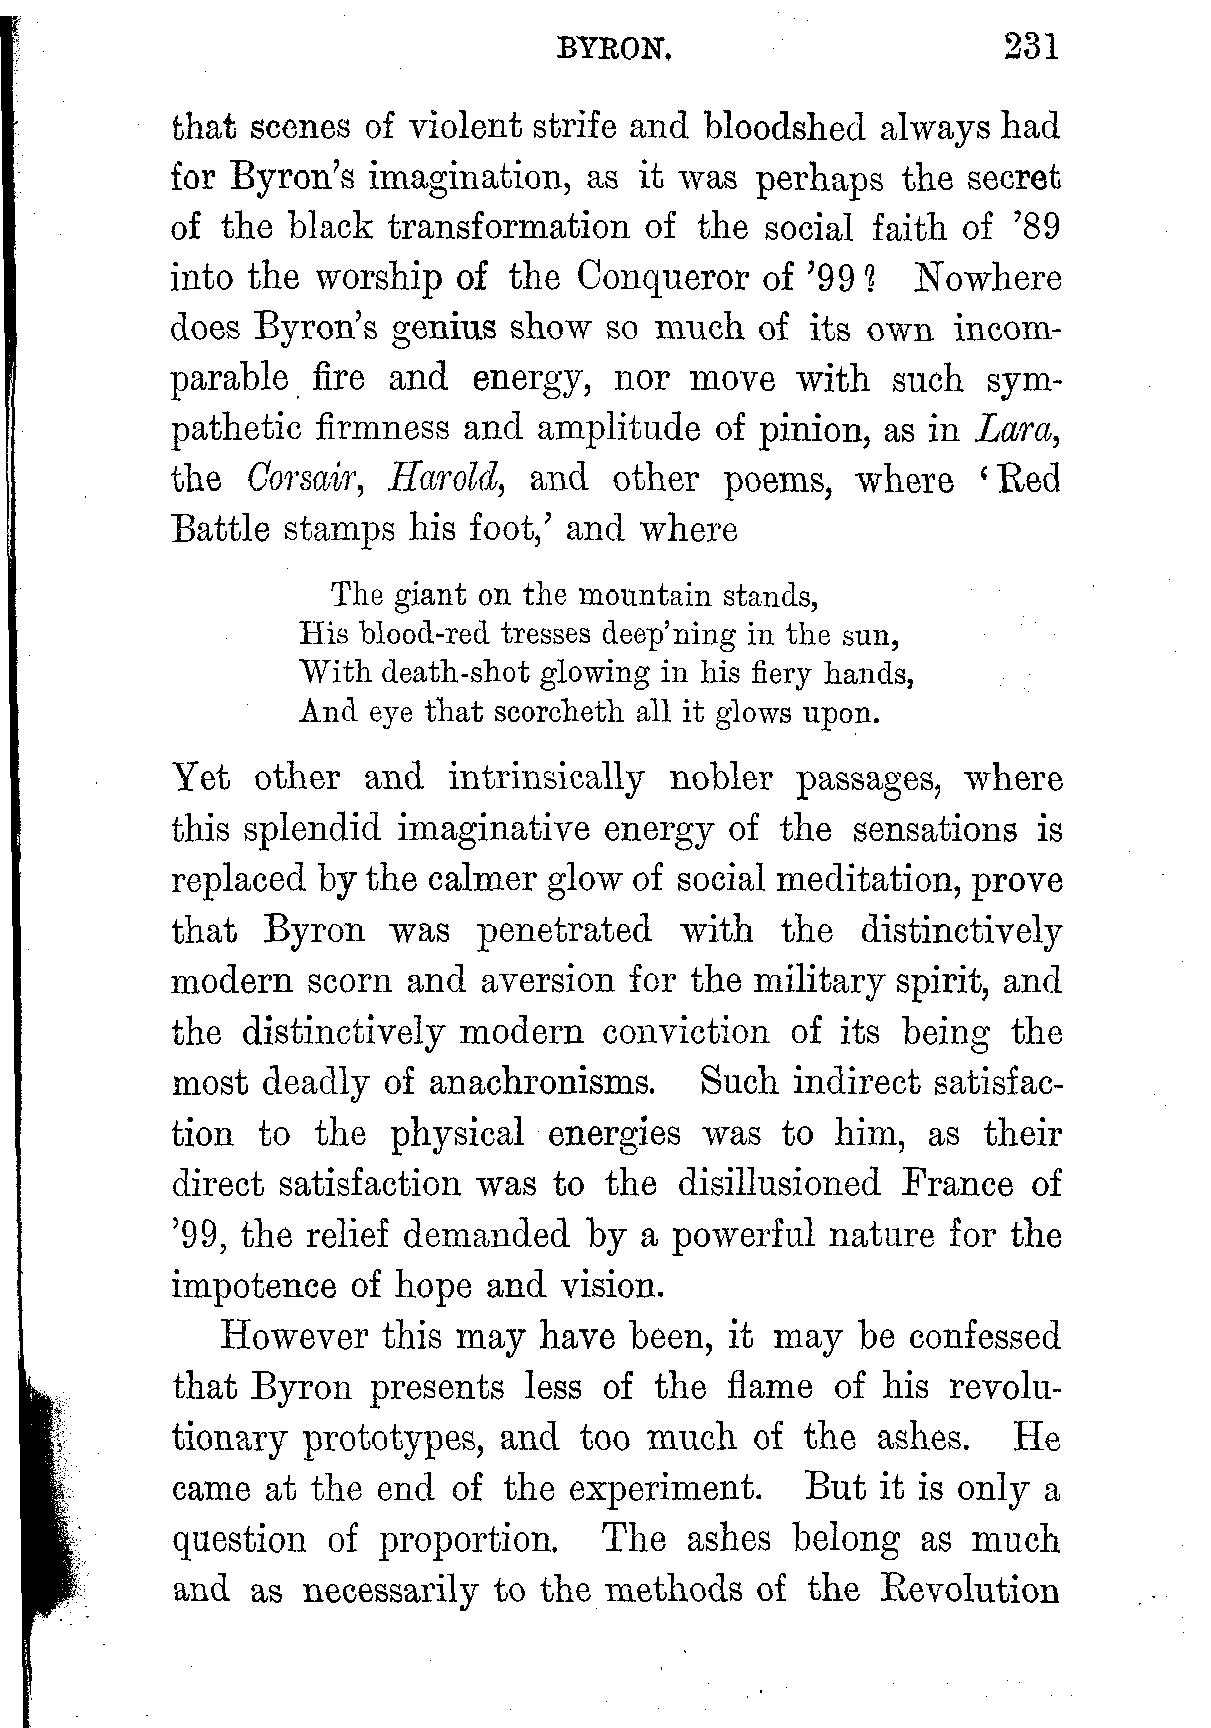 BYRON. 231
that scenes of violent strife and bloodshed always had
for Byron's imagination, as it was perhaps the secret
of the black transformation of the social faith of '89
into the worship of the Conqueror of '99? Nowhere
does Byron's genius show so much of its own incom-
parable fire and energy, nor move with such sym-
pathetic firmness and amplitude of pinion, as in Lara,
the Corsair, Harold, and other poems, where 'Red
Battle stamps his foot,' and where
The giant on the mountain stands,
His blood-red tresses deep'ning in the sun,
With death-shot glowing in his fiery hands,
And eye that scorcheth all it glows upon.
Yet other and intrinsically nobler passages, where
this splendid imaginative energy of the sensations is
replaced by the calmer glow of social meditation, prove
that Byron was penetrated with the distinctively
modern scorn and aversion for the military spirit, and
the distinctively modern conviction of its being the
most deadly of anachronisms. Such indirect satisfac-
tion to the physical energies was to him, as their
direct satisfaction was to the disillusioned France of
'99, the relief demanded by a powerful nature for the
impotence of hope and vision.
However this may have been, it may be confessed
that Byron presents less of the flame of his revolu-
tionary prototypes, and too much of the ashes. He
came at the end of the experiment. But it is only a
question of proportion. The ashes belong as much
and as necessarily to the methods of the Revolution